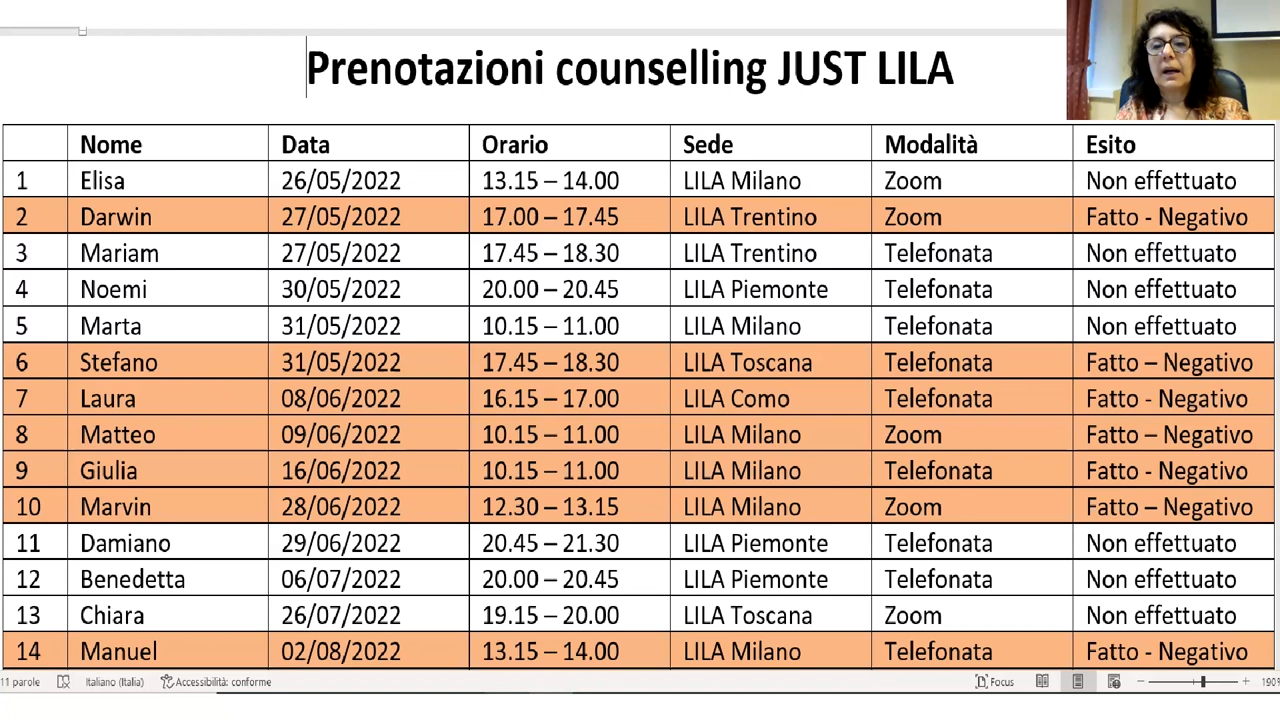 Prenotazioni counselling JUST LILA
Nome Data Orario Sede Modalità Esito
1 Elisa 26/05/2022 13.15 – 14.00 LILA Milano Zoom Non effettuato
2 Darwin 27/05/2022 17.00 – 17.45 LILA Trentino Zoom Fatto - Negativo
3 Mariam 27/05/2022 17.45 – 18.30 LILA Trentino Telefonata Non effettuato
4 Noemi 30/05/2022 20.00 – 20.45 LILA Piemonte Telefonata Non effettuato
5 Marta 31/05/2022 10.15 – 11.00 LILA Milano Telefonata Non effettuato
6 Stefano 31/05/2022 17.45 – 18.30 LILA Toscana Telefonata Fatto – Negativo
7 Laura 08/06/2022 16.15 – 17.00 LILA Como Telefonata Fatto - Negativo
8 Matteo 09/06/2022 10.15 – 11.00 LILA Milano Zoom Fatto – Negativo
9 Giulia 16/06/2022 10.15 – 11.00 LILA Milano Telefonata Fatto - Negativo
10 Marvin 28/06/2022 12.30 – 13.15 LILA Milano Zoom Fatto – Negativo
11 Damiano 29/06/2022 20.45 – 21.30 LILA Piemonte Telefonata Non effettuato
12 Benedetta 06/07/2022 20.00 – 20.45 LILA Piemonte Telefonata Non effettuato
13 Chiara 26/07/2022 19.15 – 20.00 LILA Toscana Zoom Non effettuato
14 Manuel 02/08/2022 13.15 – 14.00 LILA Milano Telefonata Fatto - Negativo
11 parole Italiano (Italia) Accessibilità: conforme Focus 190%